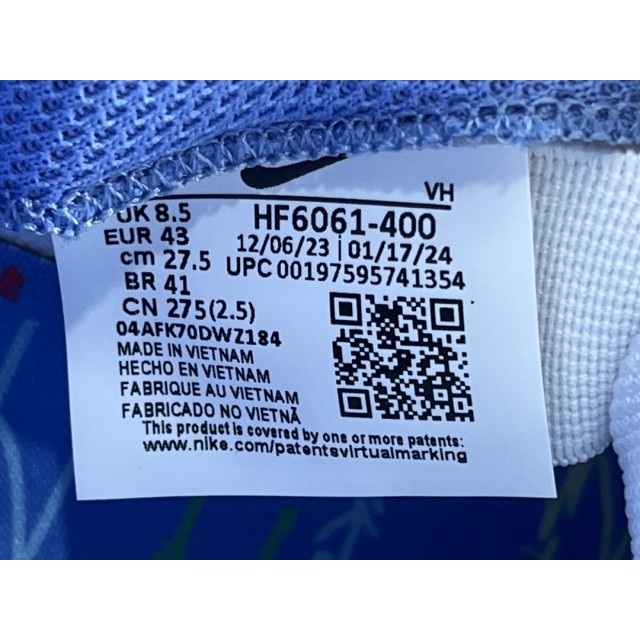 VH
UK 8.5
HF6061-400
EUR 43
12/06/23 | 01/17/24
cm 27.5
UPC 00197595741354
BR 41
CN 275(2.5)
04AFK70DWZ184
MADE IN VIETNAM
HECHO EN VIETNAM
FABRIQUE AU VIETNAM
FABRICADO NO VIETNÃ
This product is covered by one or more patents:
www.nike.com/patentsvirtualmarking